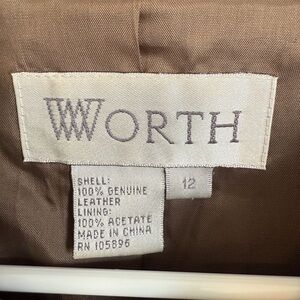 WORTH
12
SHELL:
100% GENUINE
LEATHER
LINING:
100% ACETATE
MADE IN CHINA
RN 105896